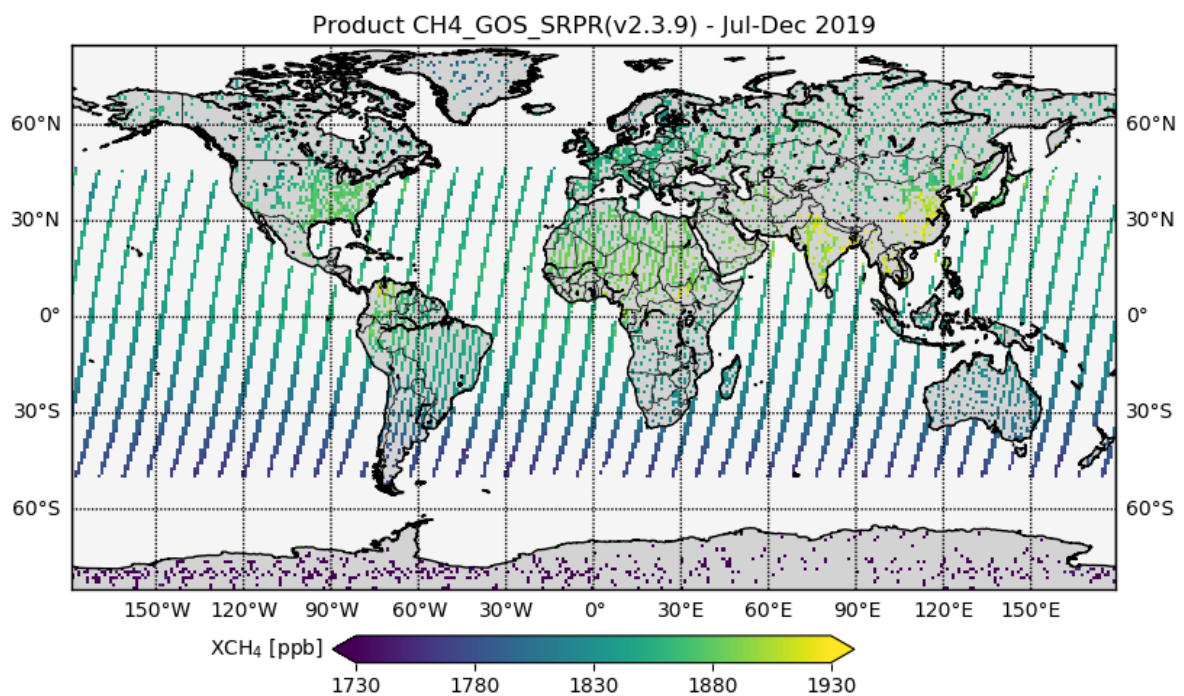 Product CH4_GOS_SRPR(v2.3.9) - Jul-Dec 2019
60°N 60°N
30°N 30°N
0° 0°
30°S 30°S
60°S 60°S
150°W 120°W 90°W 60°W 30°W 0° 30°E 60°E 90°E 120°E 150°E
XCH₄ [ppb]
1730 1780 1830 1880 1930